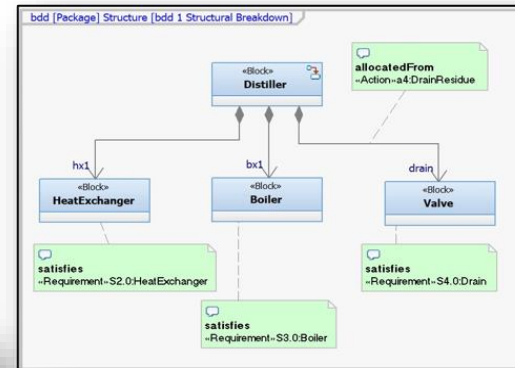 bdd [Package] Structure [bdd 1 Structural Breakdown]
«Block»
Distiller
allocatedFrom
«Action»a4:DrainResidue
hx1
bx1
drain
«Block»
HeatExchanger
«Block»
Boiler
«Block»
Valve
satisfies
«Requirement»S2.0:HeatExchanger
satisfies
«Requirement»S4.0:Drain
satisfies
«Requirement»S3.0:Boiler